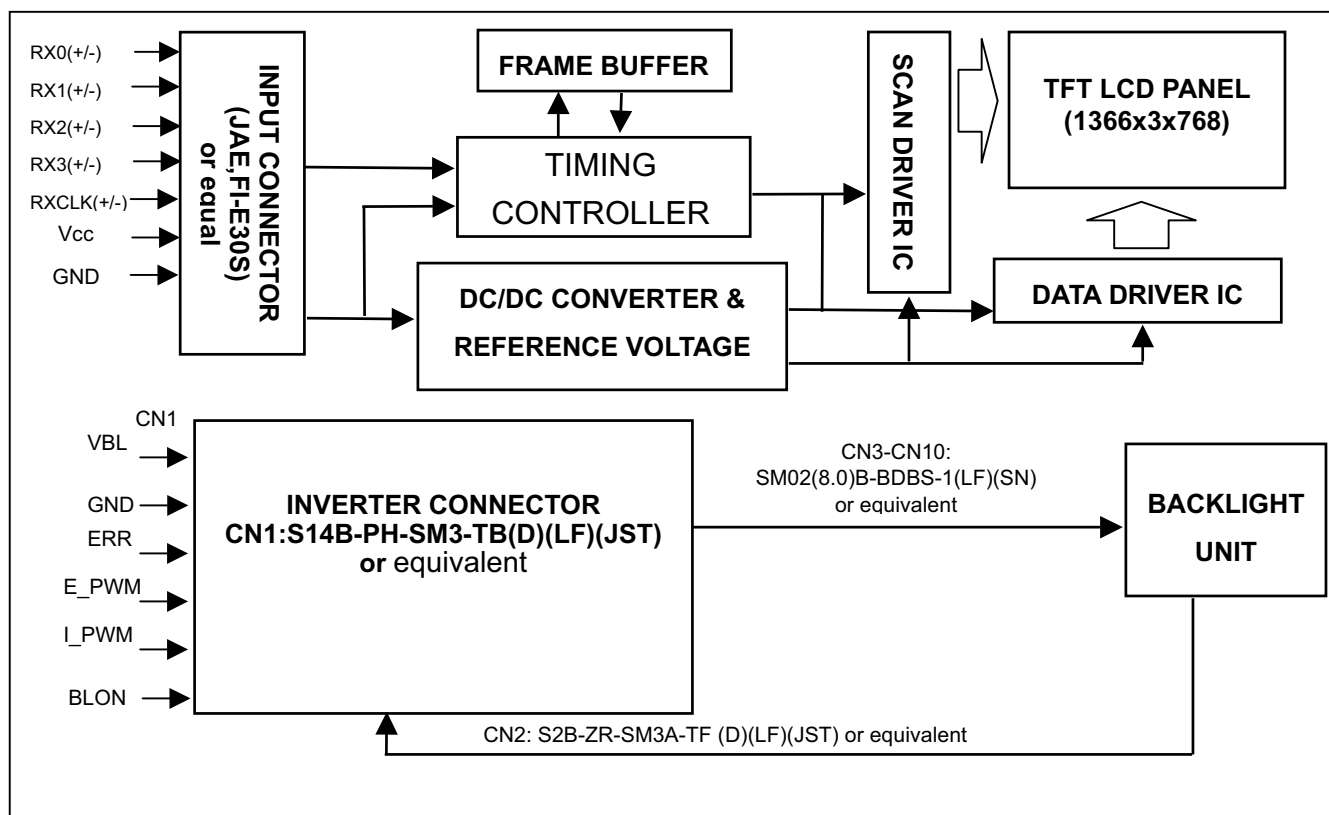 RX0(+/-)
RX1(+/-)
RX2(+/-)
RX3(+/-)
RXCLK(+/-)
Vcc
GND
INPUT CONNECTOR
(JAE,FI-E30S)
or equal
FRAME BUFFER
TIMING
CONTROLLER
DC/DC CONVERTER &
REFERENCE VOLTAGE
SCAN DRIVER IC
TFT LCD PANEL
(1366x3x768)
DATA DRIVER IC
CN1
VBL
GND
ERR
E_PWM
I_PWM
BLON
INVERTER CONNECTOR
CN1:S14B-PH-SM3-TB(D)(LF)(JST)
or equivalent
CN3-CN10:
SM02(8.0)B-BDBS-1(LF)(SN)
or equivalent
BACKLIGHT
UNIT
CN2: S2B-ZR-SM3A-TF (D)(LF)(JST) or equivalent